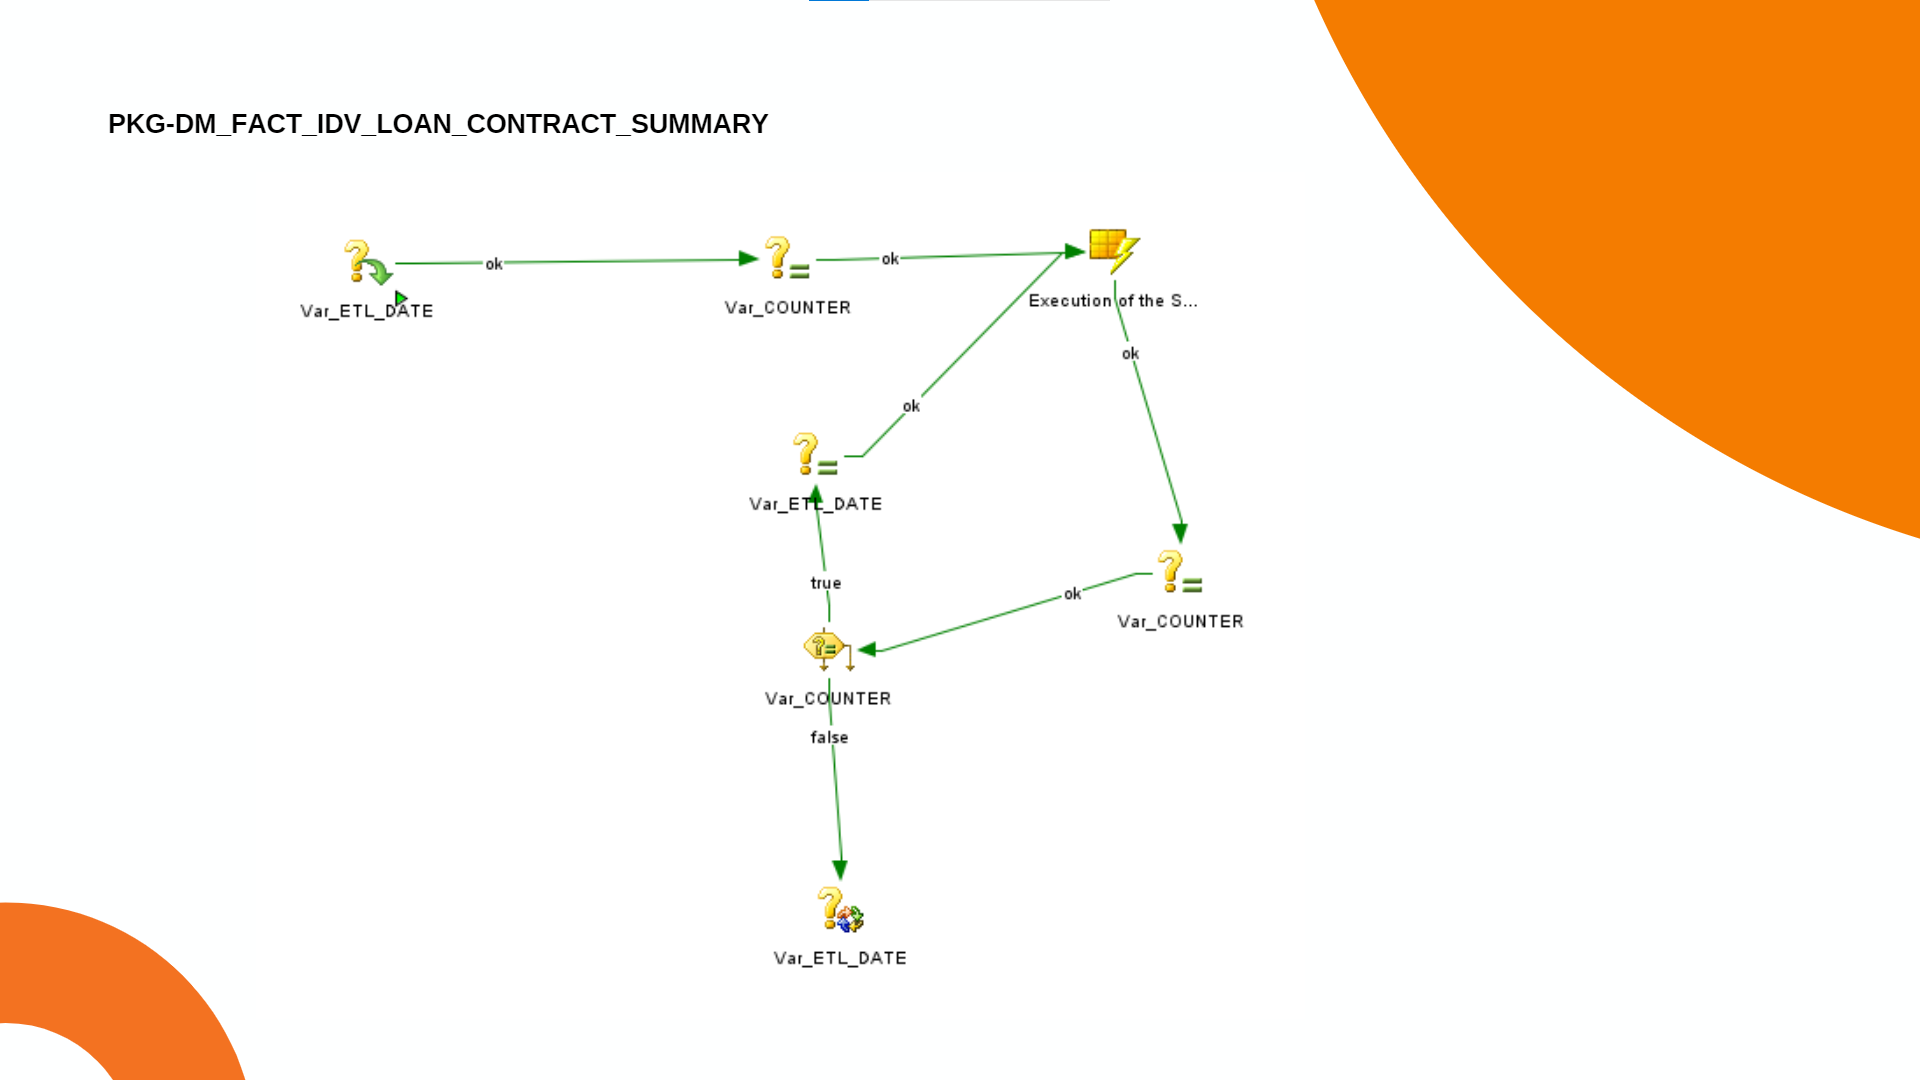 PKG-DM_FACT_IDV_LOAN_CONTRACT_SUMMARY
ok
ok
Var_ETL_DATE
Var_COUNTER
Execution of the S...
ok
ok
Var_ETL_DATE
true
ok
Var_COUNTER
Var_COUNTER
false
Var_ETL_DATE